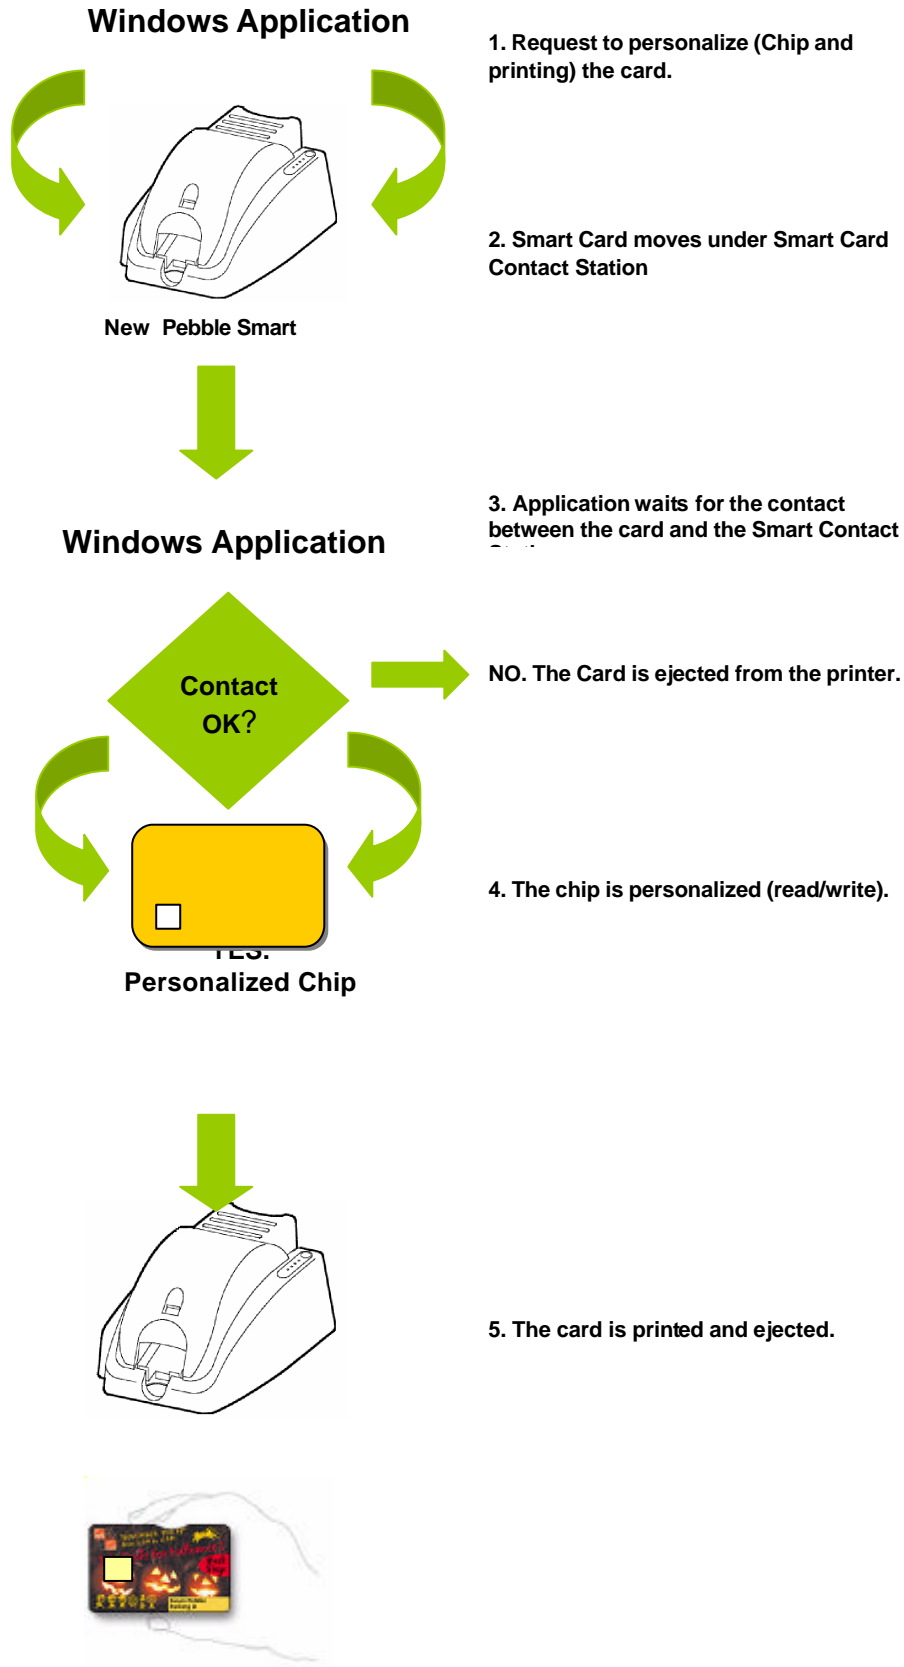 Windows Application
1. Request to personalize (Chip and
printing) the card.
2. Smart Card moves under Smart Card
Contact Station
New Pebble Smart
3. Application waits for the contact
between the card and the Smart Contact
Windows Application
Contact
OK?
NO. The Card is ejected from the printer.
4. The chip is personalized (read/write).
YES.
Personalized Chip
5. The card is printed and ejected.